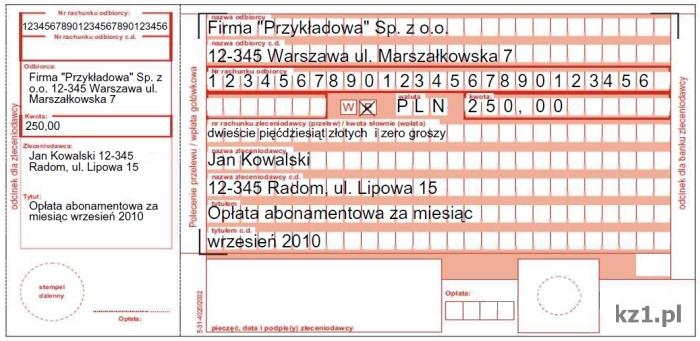 Nr rachunku odbiorcy:
12345678901234567890123456
Nr rachunku odbiorcy c.d.
Odbiorca:
Firma "Przykładowa" Sp. z
o.o. 12-345 Warszawa ul.
Marszałkowska 7
Kwota:
250,00
Zleceniodawca:
Jan Kowalski 12-345
Radom, ul. Lipowa 15
Tytuł:
Opłata abonamentowa za
miesiąc wrzesień 2010
stempel
dzienny
Opłata:
odcinek dla zleceniodawcy
Polecenie przelewu / wpłata gotówkowa
nazwa odbiorcy
Firma "Przykładowa" Sp. z o.o.
nazwa odbiorcy c.d.
12-345 Warszawa ul. Marszałkowska 7
Nr rachunku odbiorcy
12345678901234567890123456
waluta
kwota:
W X PLN 250,00
nr rachunku zleceniodawcy (przelew) / kwota słownie (wpłata)
dwieście pięćdziesiąt złotych i zero groszy
nazwa zleceniodawcy
Jan Kowalski
nazwa zleceniodawcy c.d.
12-345 Radom, ul. Lipowa 15
tytułem
Opłata abonamentowa za miesiąc
tytułem c.d.
wrzesień 2010
pieczęć, data i podpis(y) zleceniodawcy
Opłata:
odcinek dla banku zleceniodawcy
kz1.pl